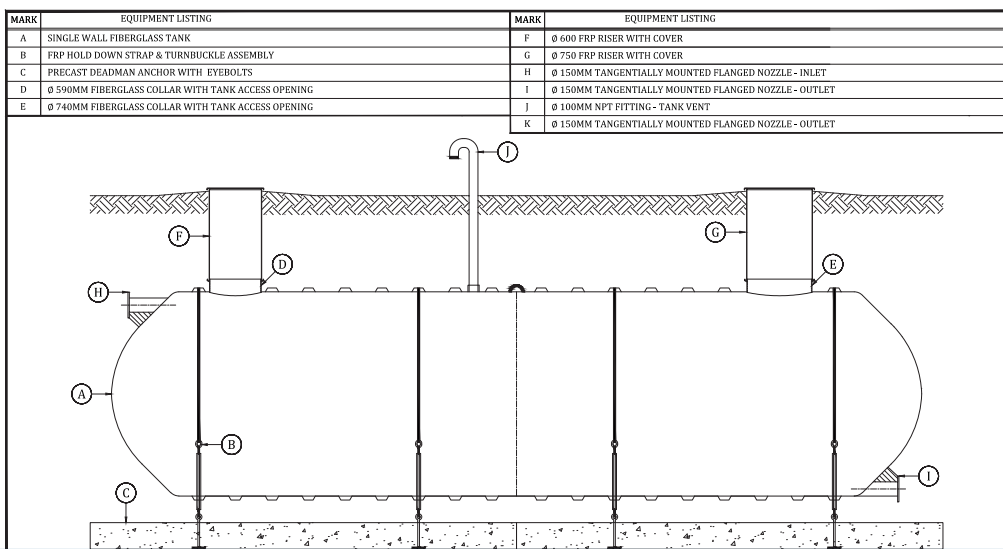 MARK EQUIPMENT LISTING
A SINGLE WALL FIBERGLASS TANK
B FRP HOLD DOWN STRAP & TURNBUCKLE ASSEMBLY
C PRECAST DEADMAN ANCHOR WITH EYEBOLTS
D Ø 590MM FIBERGLASS COLLAR WITH TANK ACCESS OPENING
E Ø 740MM FIBERGLASS COLLAR WITH TANK ACCESS OPENING
MARK EQUIPMENT LISTING
F Ø 600 FRP RISER WITH COVER
G Ø 750 FRP RISER WITH COVER
H Ø 150MM TANGENTIALLY MOUNTED FLANGED NOZZLE - INLET
I Ø 150MM TANGENTIALLY MOUNTED FLANGED NOZZLE - OUTLET
J Ø 100MM NPT FITTING - TANK VENT
K Ø 150MM TANGENTIALLY MOUNTED FLANGED NOZZLE - OUTLET
J
F
G
D
E
H
A
B
I
C